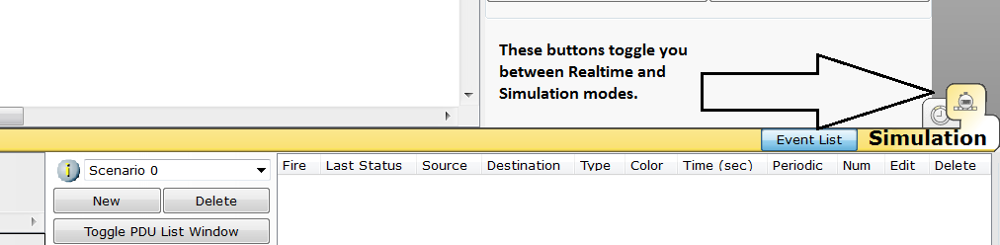 These buttons toggle you
between Realtime and
Simulation modes.
Event List
Simulation
Scenario 0
Fire Last Status Source Destination Type Color Time (sec) Periodic Num Edit Delete
New Delete
Toggle PDU List Window